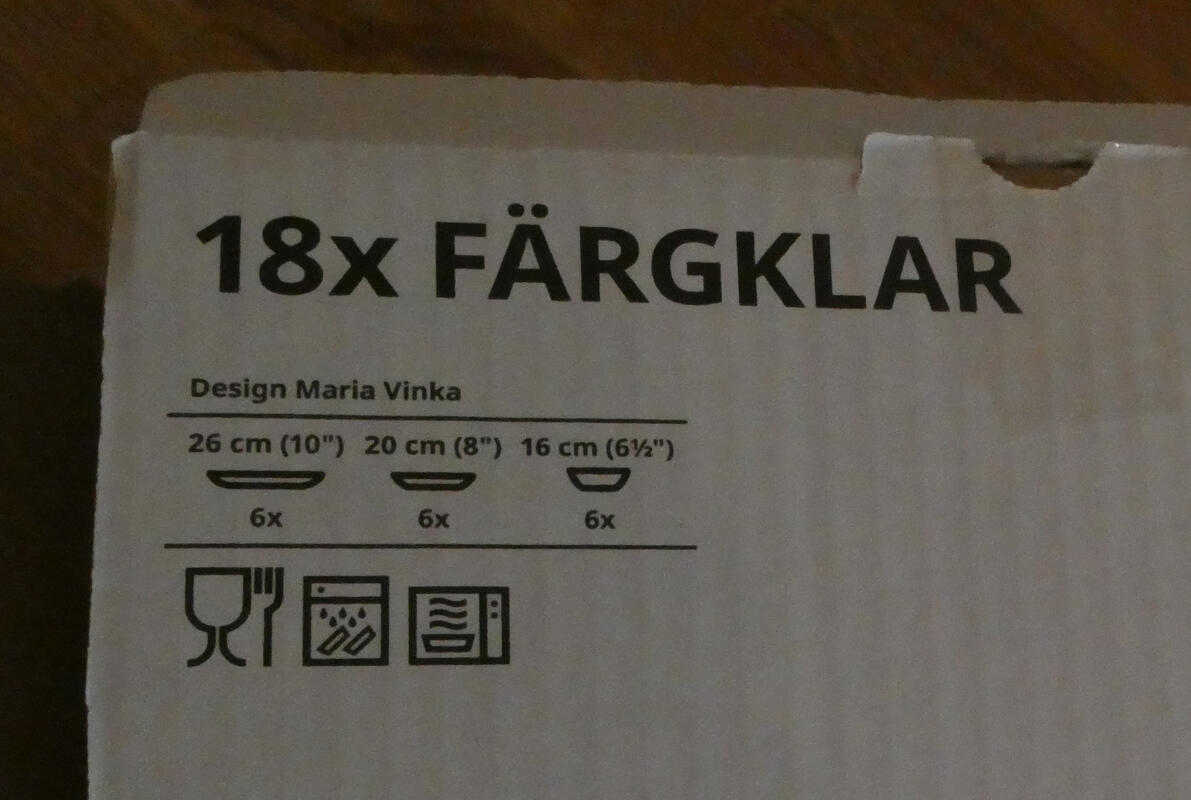 18x FÄRGKLAR
Design Maria Vinka
26 cm (10") 20 cm (8") 16 cm (6½")
6x 6x 6x